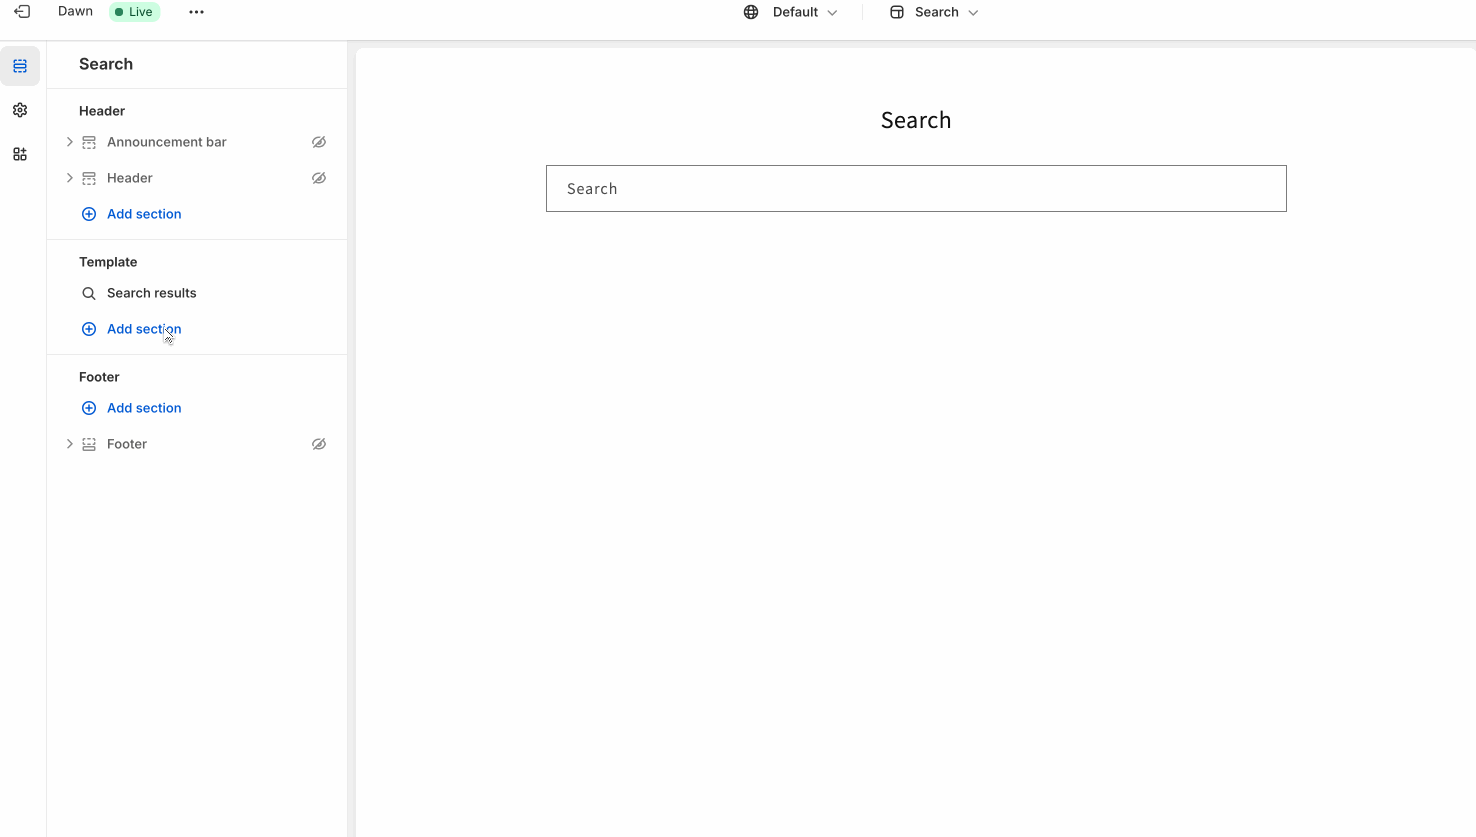 Dawn Live Default Search
Search
Header
Announcement bar
Header
Add section
Template
Search results
Add section
Footer
Add section
Footer
Search
Search